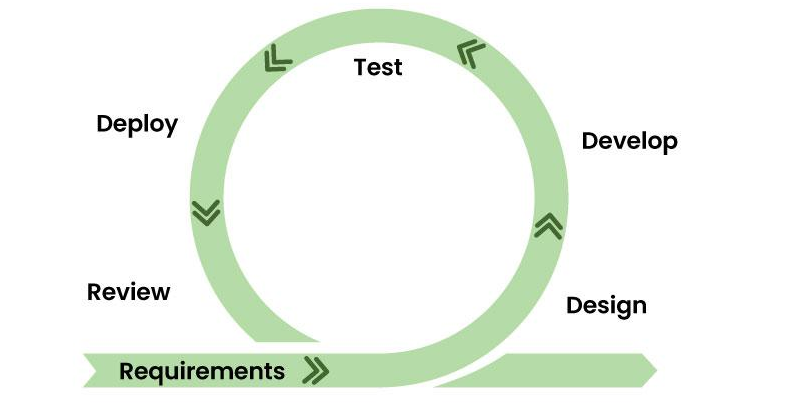 Test
Deploy
Develop
Review
Design
Requirements